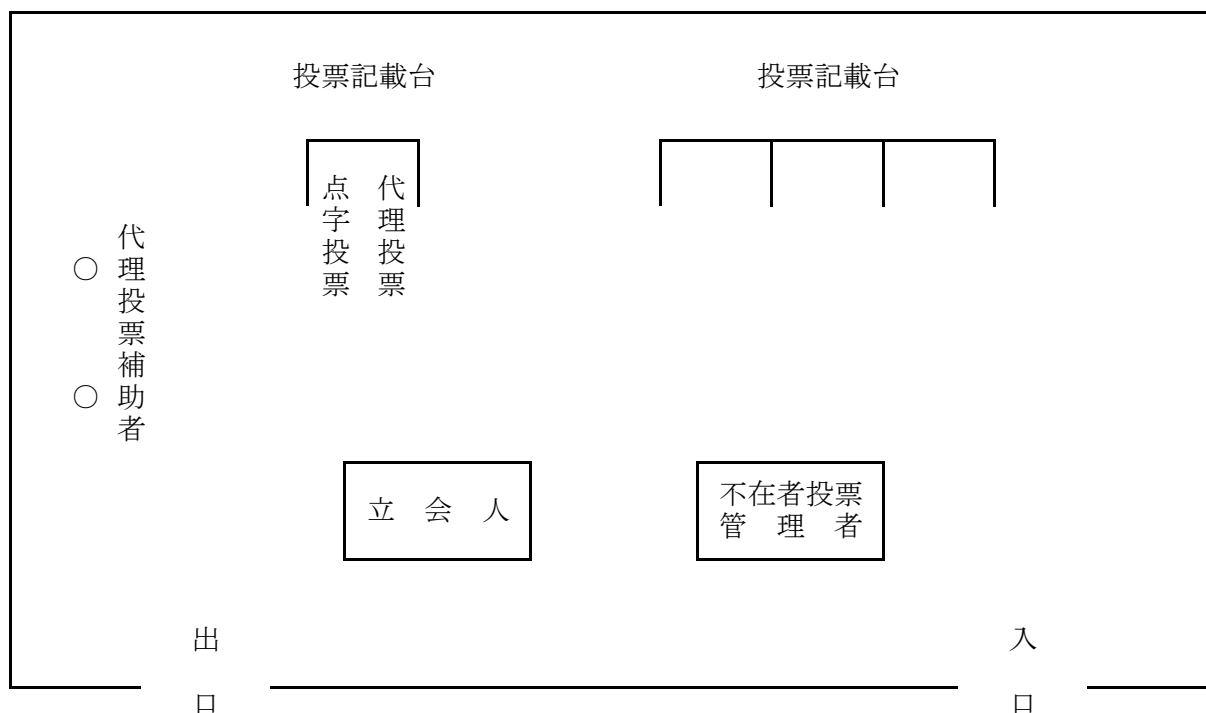 投票記載台
投票記載台
代理投票
点字投票
代理投票補助者
○
○
立会人
不在者投票
管理者
出口
入口